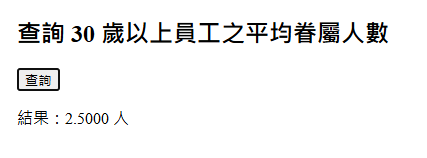 查詢 30 歲以上員工之平均眷屬人數
查詢
結果：2.5000 人